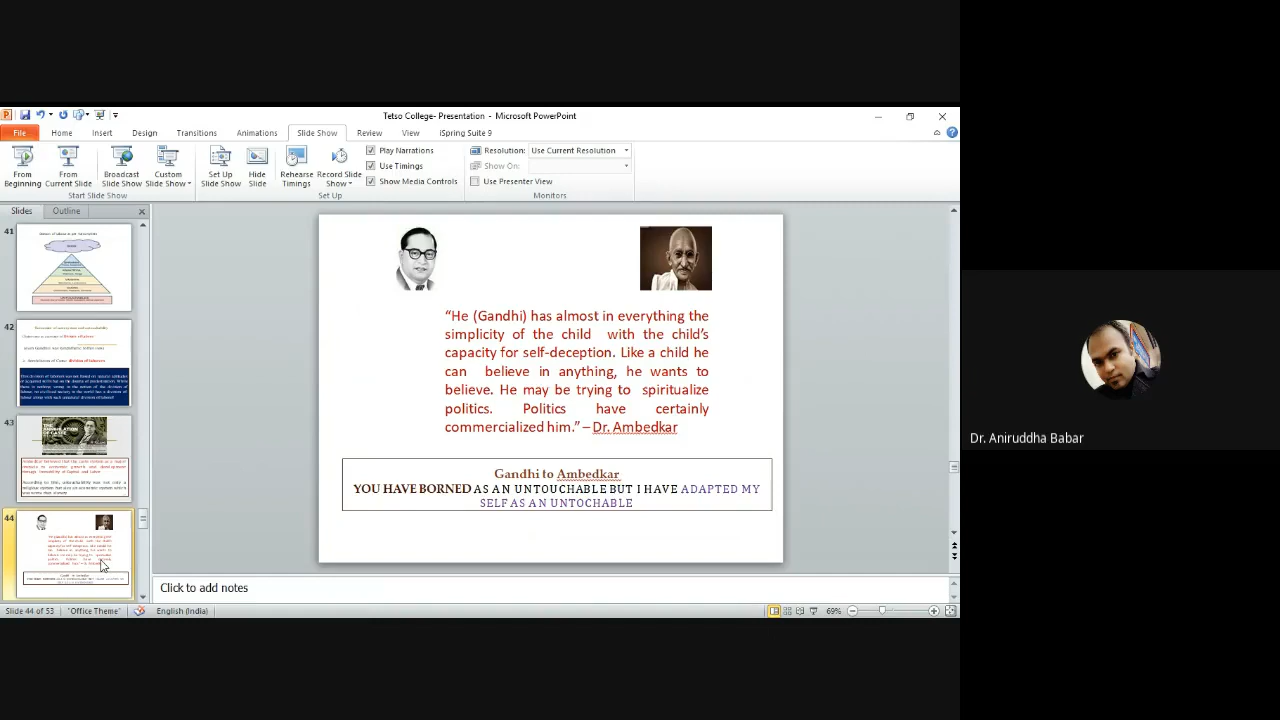 Tetso College- Presentation - Microsoft PowerPoint
File Home Insert Design Transitions Animations Slide Show Review View iSpring Suite 9
From Beginning
From Current Slide
Broadcast Slide Show
Custom Slide Show
Set Up Slide Show
Hide Slide
Rehearse Timings
Record Slide Show
Play Narrations
Use Timings
Show Media Controls
Resolution: Use Current Resolution
Show On:
Use Presenter View
Start Slide Show Set Up Monitors
Slides Outline
41
42
43
44
“He (Gandhi) has almost in everything the
simplicity of the child with the child’s
capacity for self-deception. Like a child he
can believe in anything, he wants to
believe. He may be trying to spiritualize
politics. Politics have certainly
commercialized him.” – Dr. Ambedkar
Gandhi to Ambedkar
YOU HAVE BORNED AS AN UNTOUCHABLE BUT I HAVE ADAPTED MY
SELF AS AN UNTOCHABLE
Click to add notes
Slide 44 of 53 "Office Theme" English (India) 69%
Dr. Aniruddha Babar